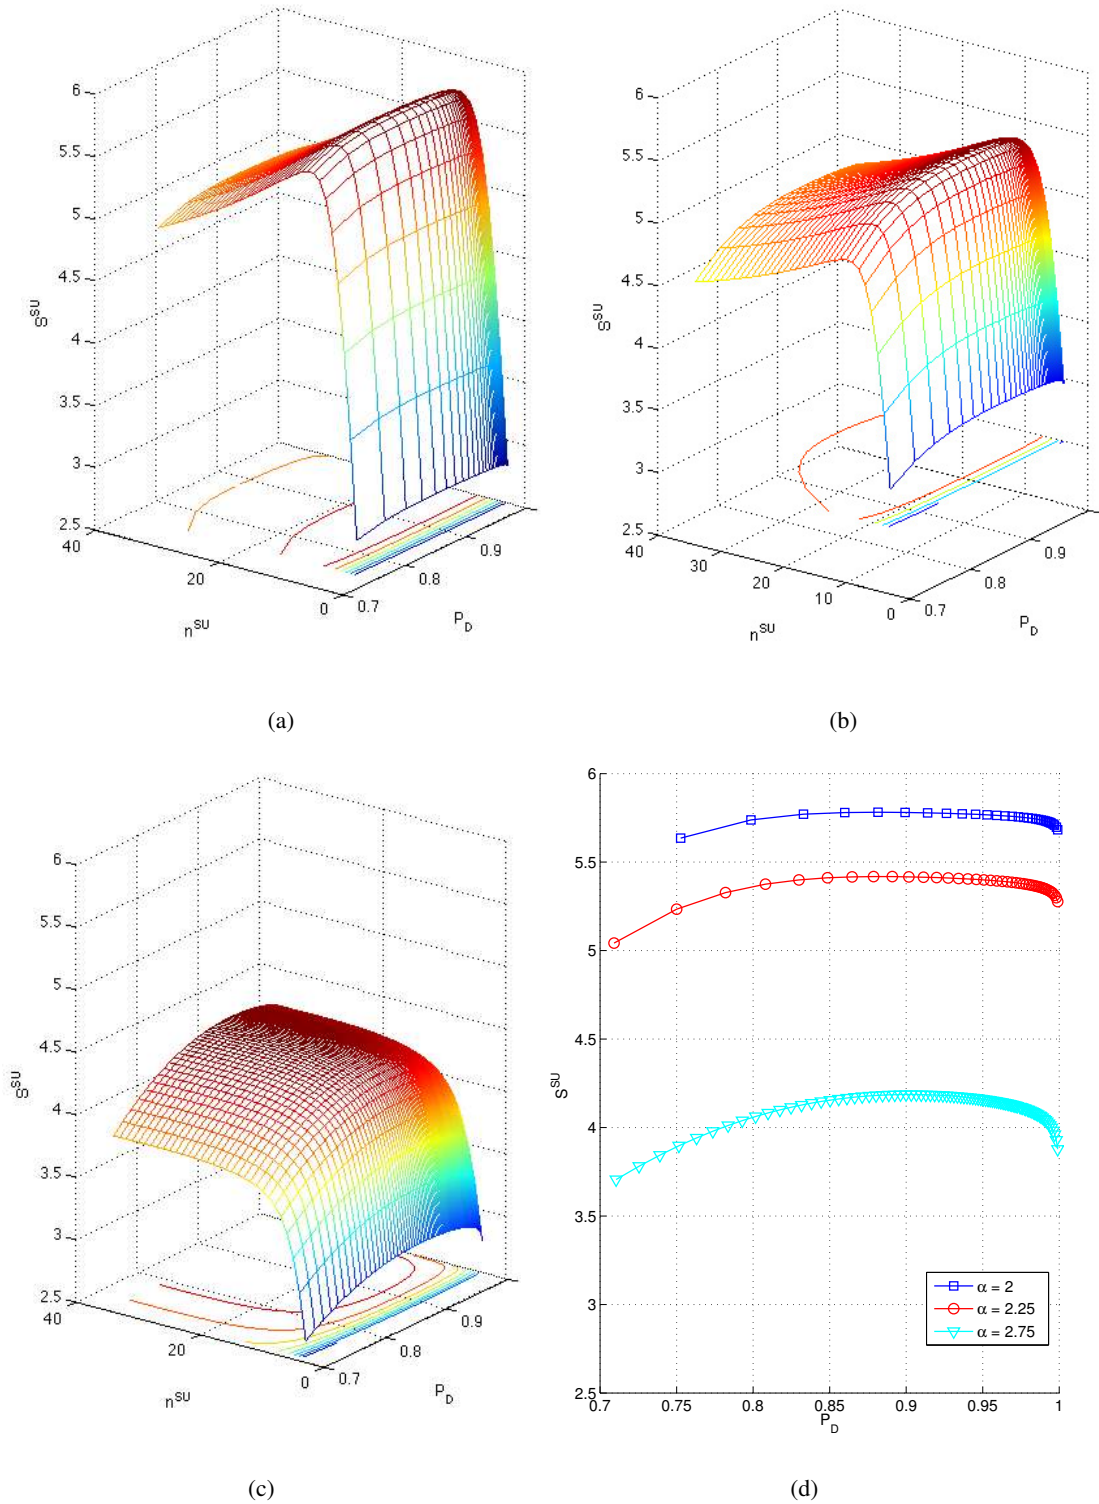 6
5.5
5
4.5
4
3.5
3
2.5
S^SU
40
20
0
n^SU
0.7
0.8
0.9
P_D
(a)
6
5.5
5
4.5
4
3.5
3
2.5
S^SU
40
30
20
10
0
n^SU
0.7
0.8
0.9
P_D
(b)
6
5.5
5
4.5
4
3.5
3
2.5
S^SU
40
20
0
n^SU
0.7
0.8
0.9
P_D
(c)
6
5.5
5
4.5
4
3.5
3
2.5
S^SU
0.7 0.75 0.8 0.85 0.9 0.95 1
P_D
α = 2
α = 2.25
α = 2.75
(d)